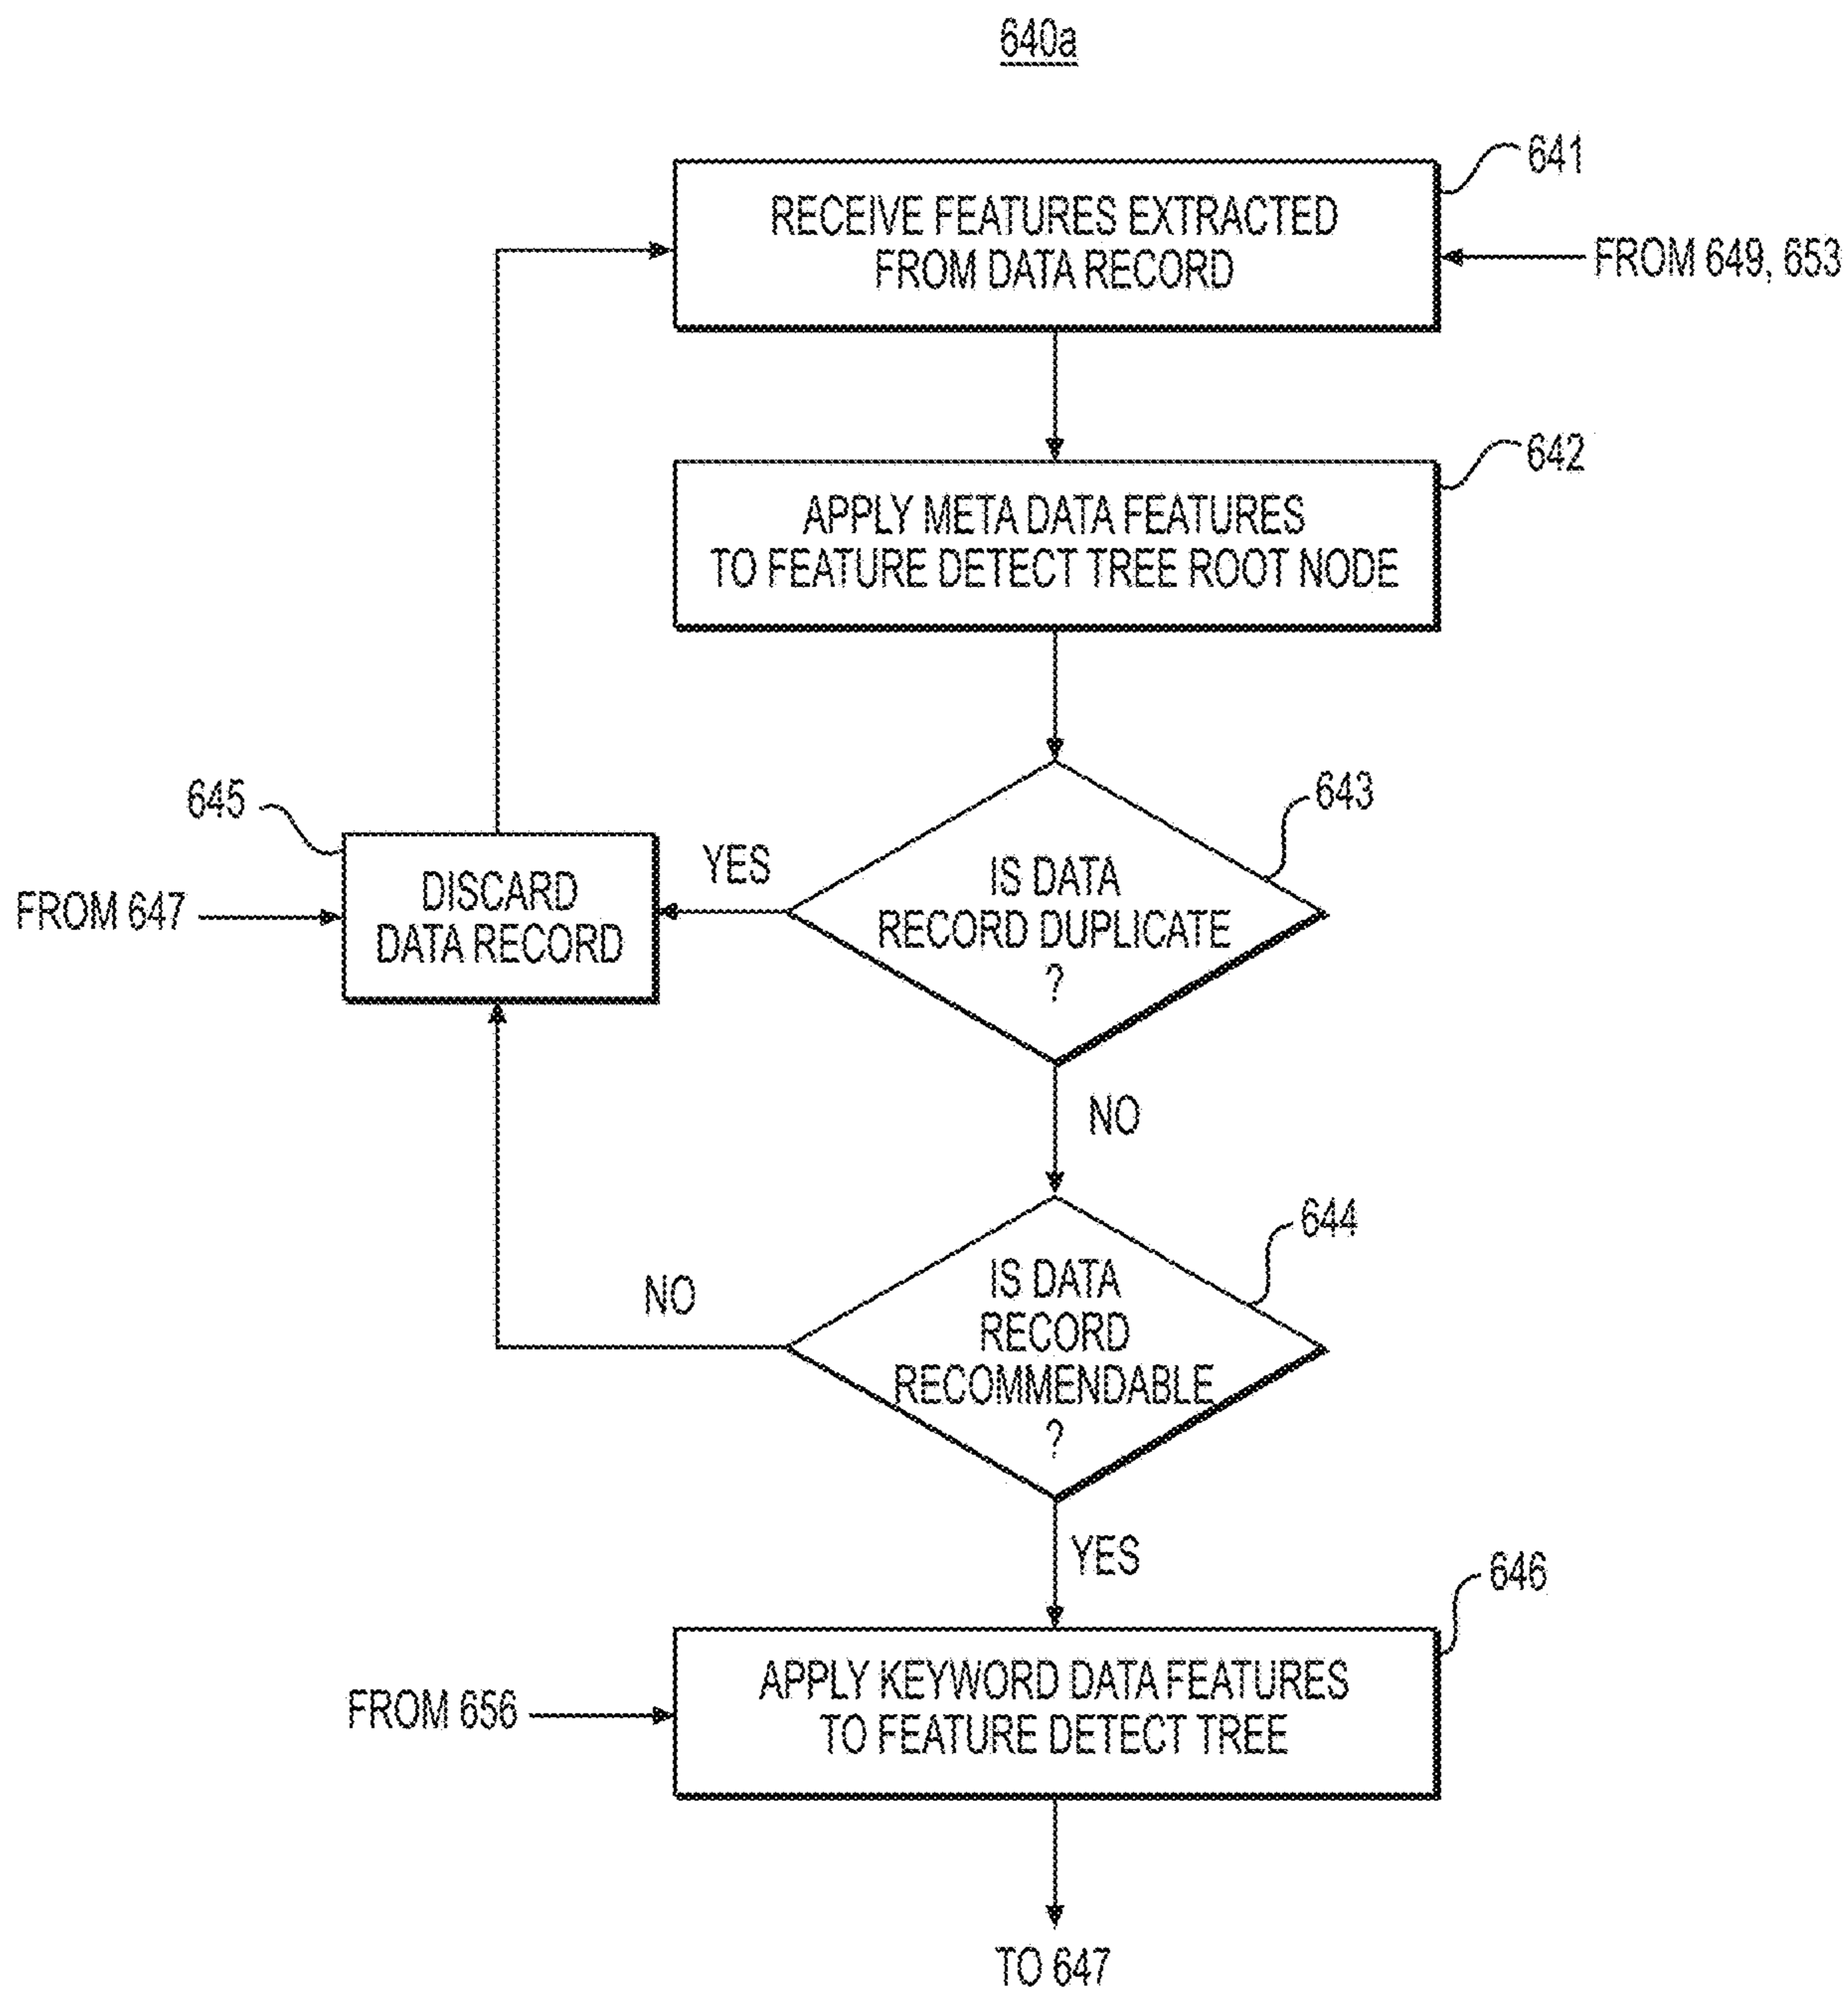 640a
641
RECEIVE FEATURES EXTRACTED
FROM DATA RECORD
FROM 649, 653
642
APPLY META DATA FEATURES
TO FEATURE DETECT TREE ROOT NODE
643
IS DATA
RECORD DUPLICATE
?
YES
645
DISCARD
DATA RECORD
FROM 647
NO
644
IS DATA
RECORD
RECOMMENDABLE
?
NO
YES
646
APPLY KEYWORD DATA FEATURES
TO FEATURE DETECT TREE
FROM 656
TO 647